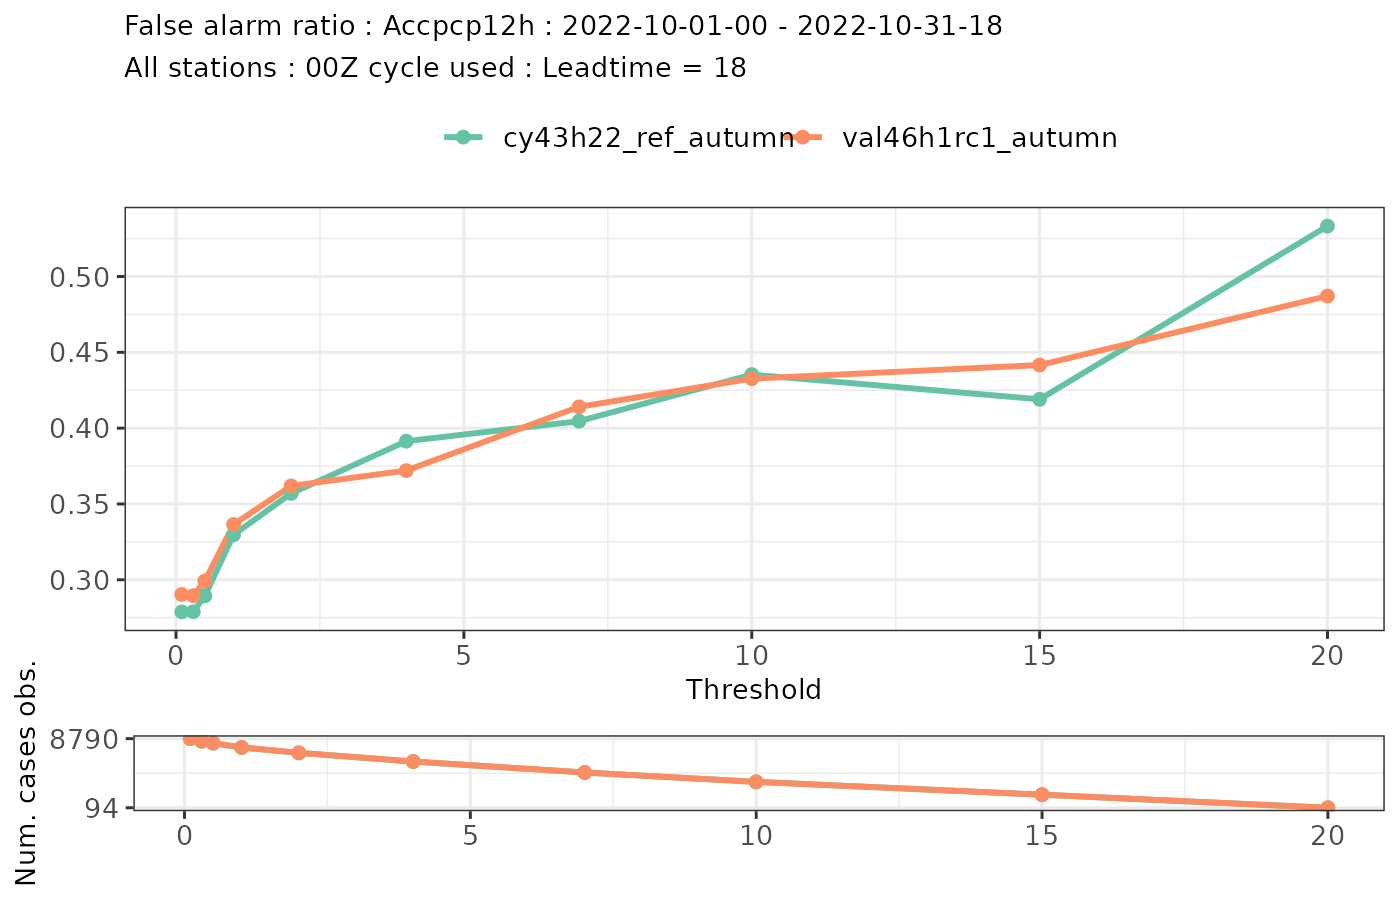 False alarm ratio : Accpcp12h : 2022-10-01-00 - 2022-10-31-18
All stations : 00Z cycle used : Leadtime = 18
cy43h22_ref_autumn val46h1rc1_autumn
0.50
0.45
0.40
0.35
0.30
0 5 10 15 20
Threshold
Num. cases obs.
8790
94
0 5 10 15 20